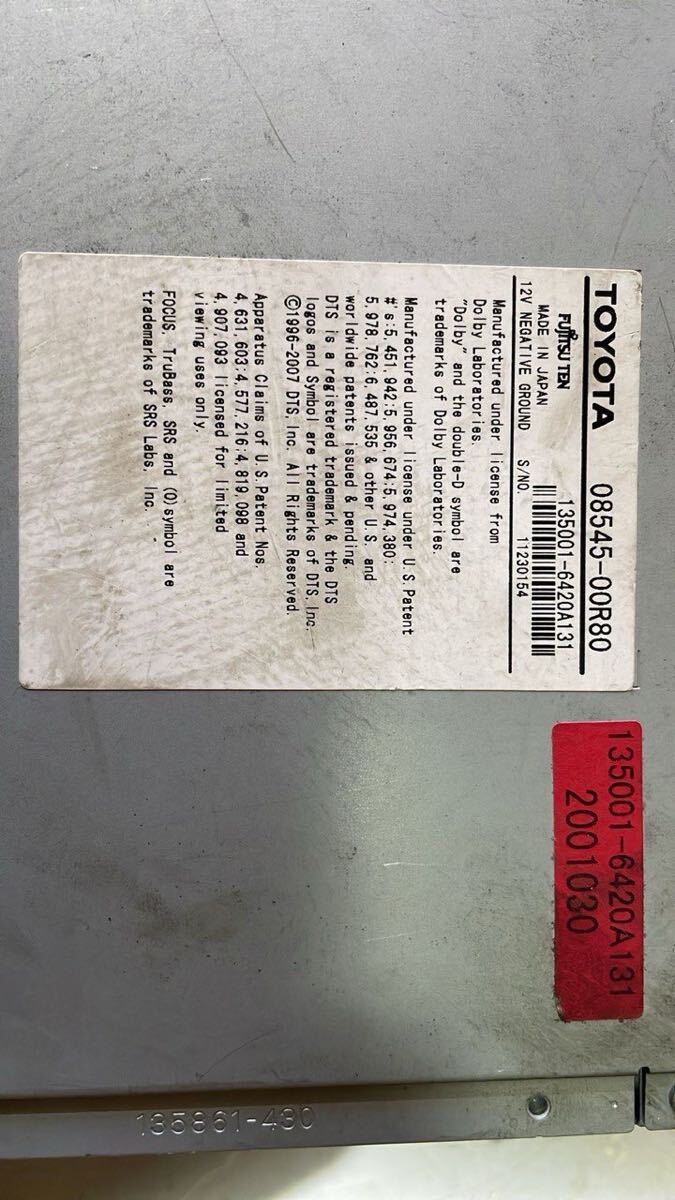 TOYOTA 08545-00R80
FUJITSU TEN 135001-6420A131
MADE IN JAPAN
12V NEGATIVE GROUND S/NO. 11230154
Manufactured under license from
Dolby Laboratories.
"Dolby" and the double-D symbol are
trademarks of Dolby Laboratories.
Manufactured under license under U.S.Patent
#'s:5,451,942:5,956,674:5,974,380:
5,978,762:6,487,535 & other U.S. and
worldwide patents issued & pending.
DTS is a registered trademark & the DTS
logos and Symbol are trademarks of DTS, Inc.
©1996-2007 DTS, Inc. All Rights Reserved.
Apparatus Claims of U.S.Patent Nos.
4,631,603:4,577,216:4,819,098 and
4,907,093 licensed for limited
viewing uses only.
FOCUS, TruBass, SRS and (O)symbol are
trademarks of SRS Labs, Inc.
135001-6420A131
2001030
135861-430